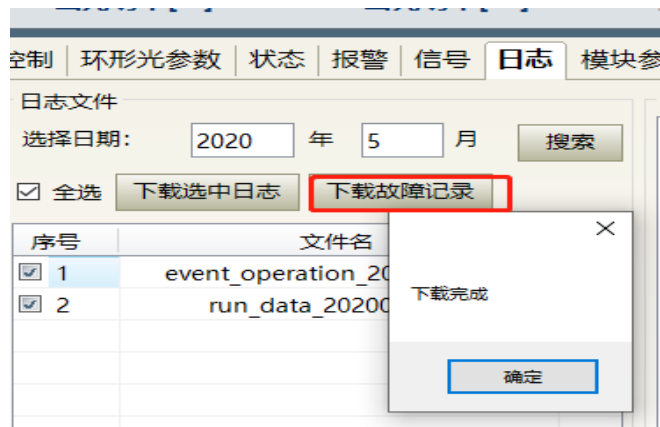 控制 环形光参数 状态 报警 信号 日志 模块参
日志文件
选择日期: 2020 年 5 月 搜索
全选 下载选中日志 下载故障记录
序号 文件名
1 event_operation_20
2 run_data_2020
下载完成
确定